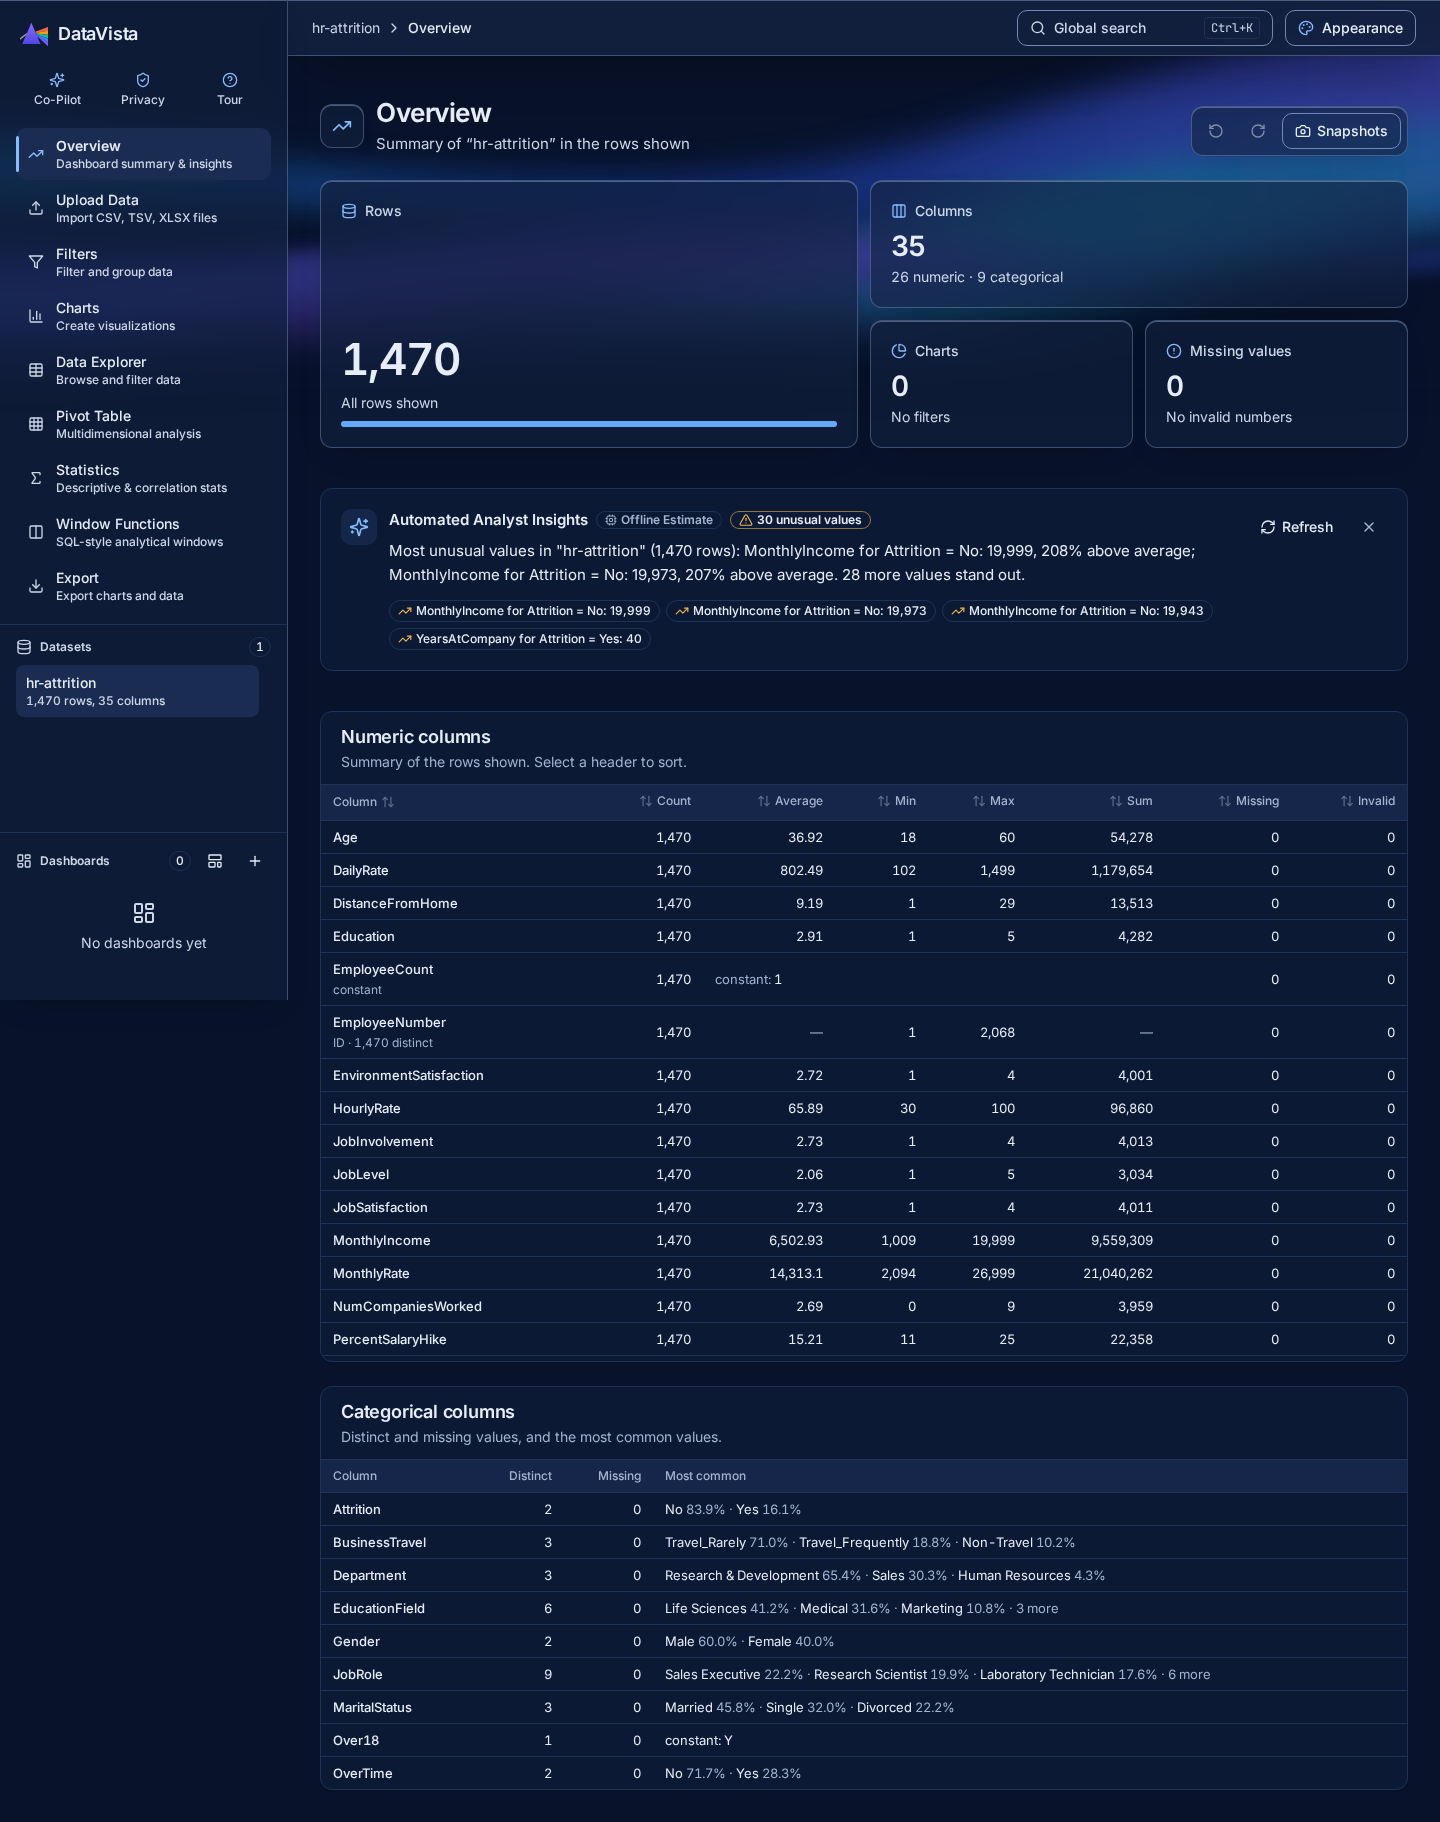 DataVista
Co-Pilot Privacy Tour
Overview
Dashboard summary & insights
Upload Data
Import CSV, TSV, XLSX files
Filters
Filter and group data
Charts
Create visualizations
Data Explorer
Browse and filter data
Pivot Table
Multidimensional analysis
Statistics
Descriptive & correlation stats
Window Functions
SQL-style analytical windows
Export
Export charts and data
Datasets 1
hr-attrition
1,470 rows, 35 columns
Dashboards 0
No dashboards yet
hr-attrition > Overview
Global search Ctrl+K
Appearance
Overview
Summary of “hr-attrition” in the rows shown
Snapshots
Rows
1,470
All rows shown
Columns
35
26 numeric · 9 categorical
Charts
0
No filters
Missing values
0
No invalid numbers
Automated Analyst Insights Offline Estimate 30 unusual values
Refresh
Most unusual values in "hr-attrition" (1,470 rows): MonthlyIncome for Attrition = No: 19,999, 208% above average;
MonthlyIncome for Attrition = No: 19,973, 207% above average. 28 more values stand out.
MonthlyIncome for Attrition = No: 19,999 MonthlyIncome for Attrition = No: 19,973 MonthlyIncome for Attrition = No: 19,943
YearsAtCompany for Attrition = Yes: 40
Numeric columns
Summary of the rows shown. Select a header to sort.
Column Count Average Min Max Sum Missing Invalid
Age 1,470 36.92 18 60 54,278 0 0
DailyRate 1,470 802.49 102 1,499 1,179,654 0 0
DistanceFromHome 1,470 9.19 1 29 13,513 0 0
Education 1,470 2.91 1 5 4,282 0 0
EmployeeCount 1,470 constant: 1 0 0
constant
EmployeeNumber 1,470 — 1 2,068 — 0 0
ID · 1,470 distinct
EnvironmentSatisfaction 1,470 2.72 1 4 4,001 0 0
HourlyRate 1,470 65.89 30 100 96,860 0 0
JobInvolvement 1,470 2.73 1 4 4,013 0 0
JobLevel 1,470 2.06 1 5 3,034 0 0
JobSatisfaction 1,470 2.73 1 4 4,011 0 0
MonthlyIncome 1,470 6,502.93 1,009 19,999 9,559,309 0 0
MonthlyRate 1,470 14,313.1 2,094 26,999 21,040,262 0 0
NumCompaniesWorked 1,470 2.69 0 9 3,959 0 0
PercentSalaryHike 1,470 15.21 11 25 22,358 0 0
Categorical columns
Distinct and missing values, and the most common values.
Column Distinct Missing Most common
Attrition 2 0 No 83.9% · Yes 16.1%
BusinessTravel 3 0 Travel_Rarely 71.0% · Travel_Frequently 18.8% · Non-Travel 10.2%
Department 3 0 Research & Development 65.4% · Sales 30.3% · Human Resources 4.3%
EducationField 6 0 Life Sciences 41.2% · Medical 31.6% · Marketing 10.8% · 3 more
Gender 2 0 Male 60.0% · Female 40.0%
JobRole 9 0 Sales Executive 22.2% · Research Scientist 19.9% · Laboratory Technician 17.6% · 6 more
MaritalStatus 3 0 Married 45.8% · Single 32.0% · Divorced 22.2%
Over18 1 0 constant: Y
OverTime 2 0 No 71.7% · Yes 28.3%